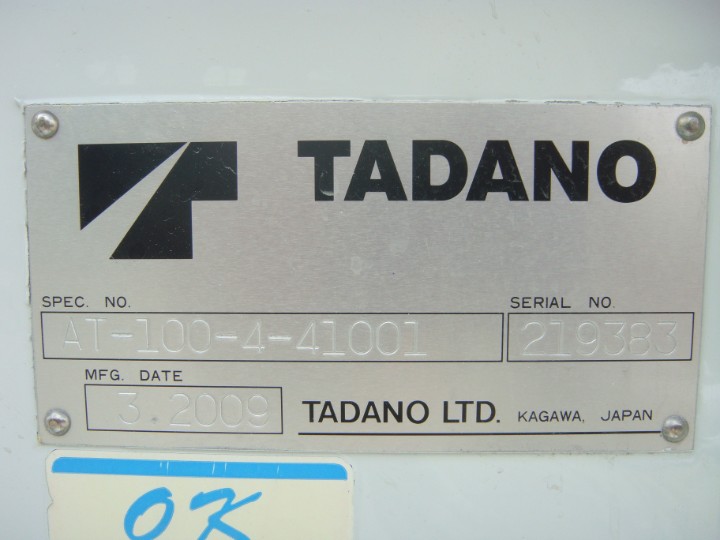 TADANO
SPEC. NO.
AT-100-4-41001
SERIAL NO.
219383
MFG. DATE
3.2009
TADANO LTD. KAGAWA, JAPAN
OK